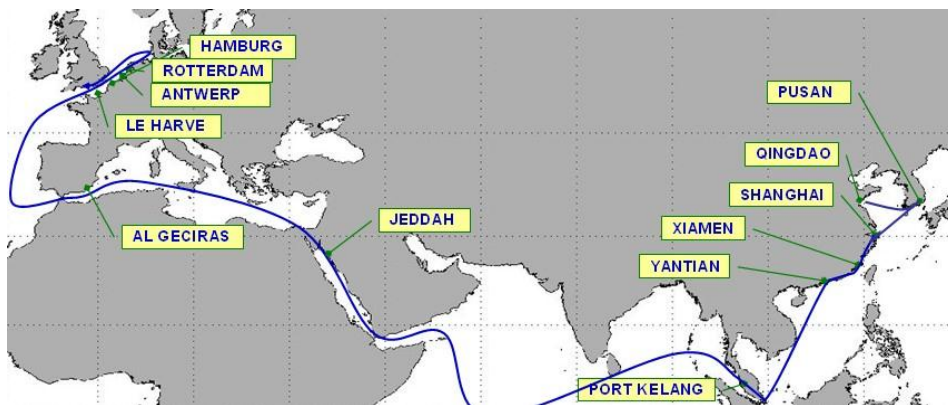 HAMBURG
ROTTERDAM
ANTWERP
LE HARVE
AL GECIRAS
JEDDAH
PUSAN
QINGDAO
SHANGHAI
XIAMEN
YANTIAN
PORT KELANG